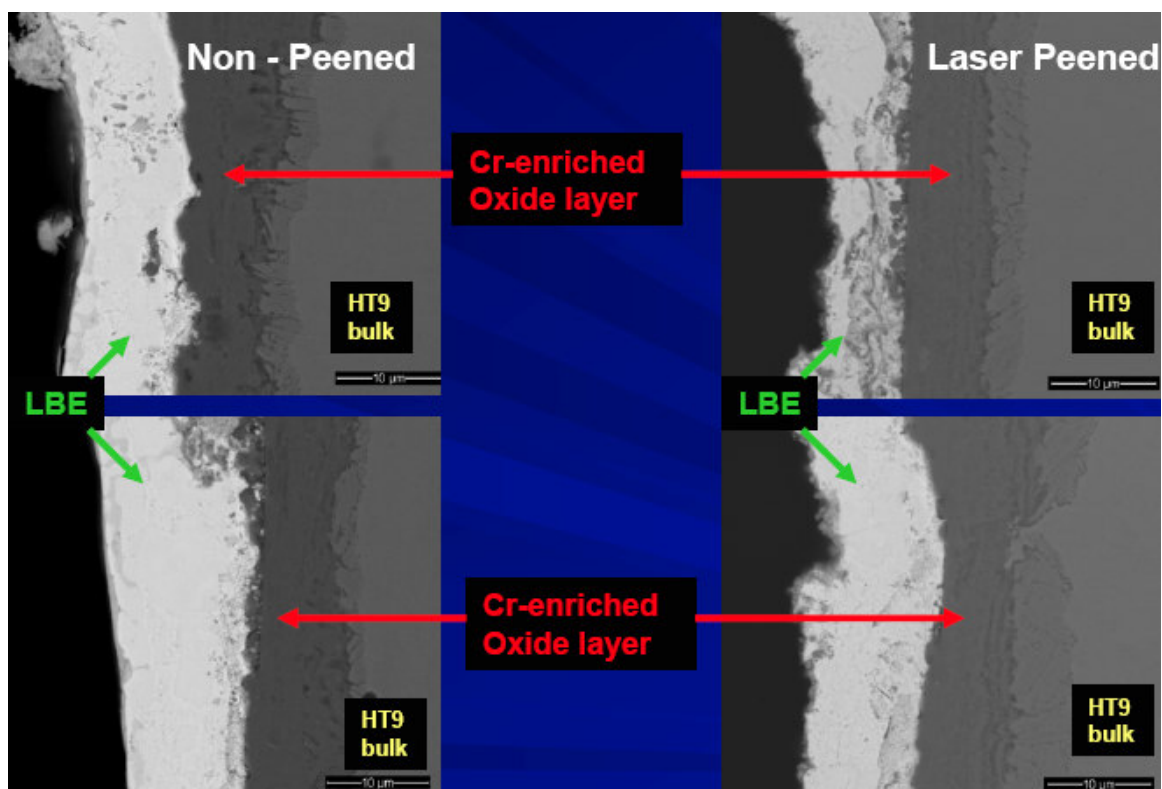 Non - Peened
Laser Peened
Cr-enriched
Oxide layer
HT9
bulk
HT9
bulk
10 µm
10 µm
LBE
LBE
Cr-enriched
Oxide layer
HT9
bulk
HT9
bulk
10 µm
10 µm